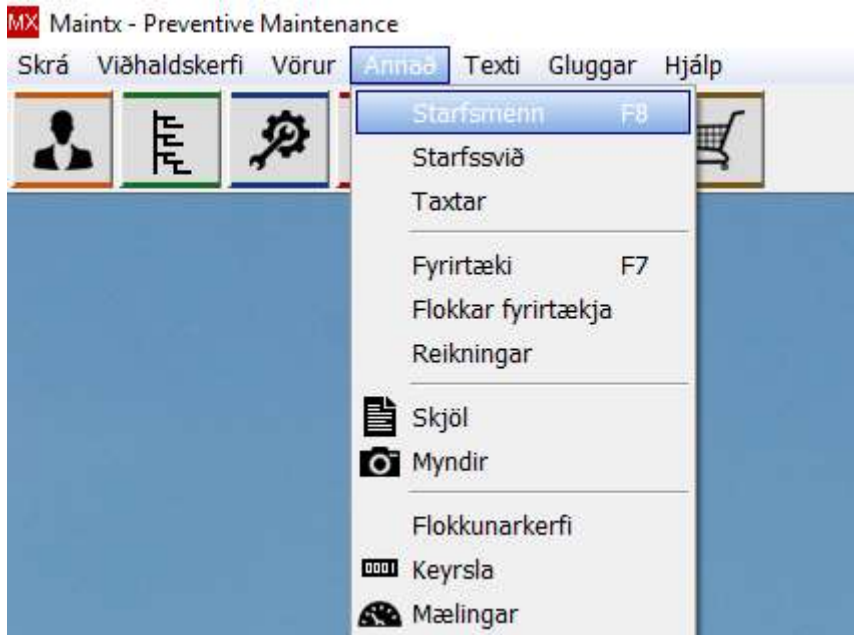 MX Maintx - Preventive Maintenance
Skrá Viðhaldskerfi Vörur Annað Texti Gluggar Hjálp
Starfsmenn F8
Starfssvið
Taxtar
Fyrirtæki F7
Flokkar fyrirtækja
Reikningar
Skjöl
Myndir
Flokkunarkerfi
0001 Keyrsla
Mælingar